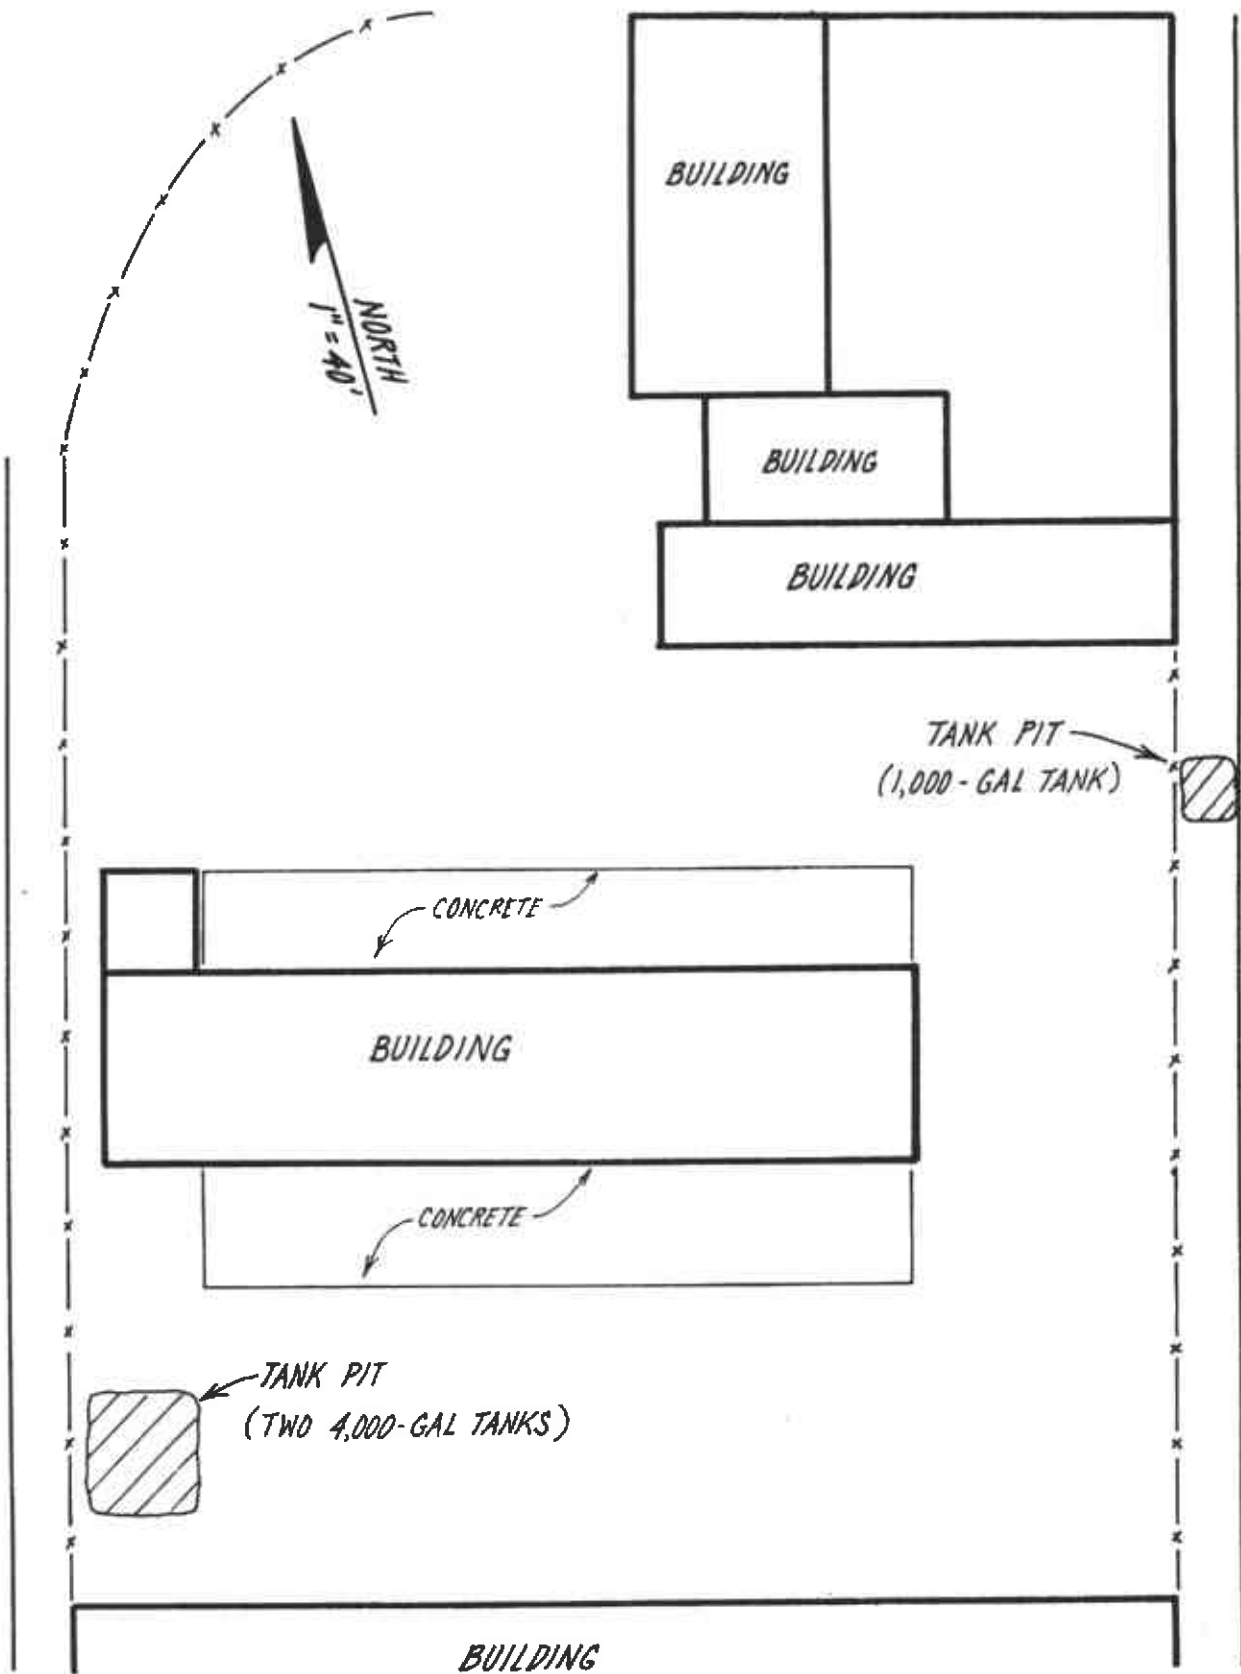 BUILDING
NORTH
1" = 40'
BUILDING
BUILDING
TANK PIT
(1,000-GAL TANK)
CONCRETE
BUILDING
CONCRETE
TANK PIT
(TWO 4,000-GAL TANKS)
BUILDING